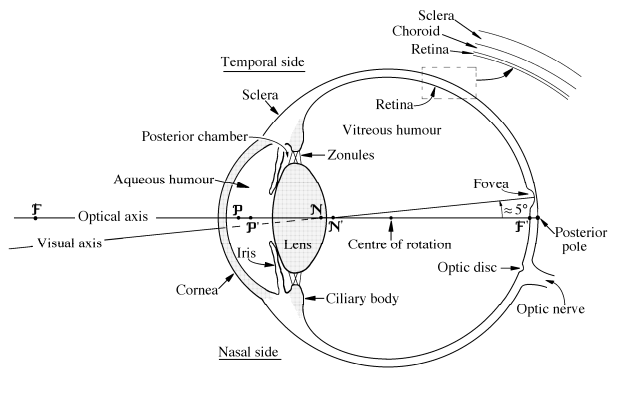 Sclera
Choroid
Retina
Temporal side
Sclera
Retina
Posterior chamber
Vitreous humour
Zonules
Aqueous humour
Fovea
F
Optical axis
P
P'
N
N'
≈ 5°
F'
Posterior
pole
Visual axis
Iris
Lens
Centre of rotation
Optic disc
Cornea
Ciliary body
Optic nerve
Nasal side